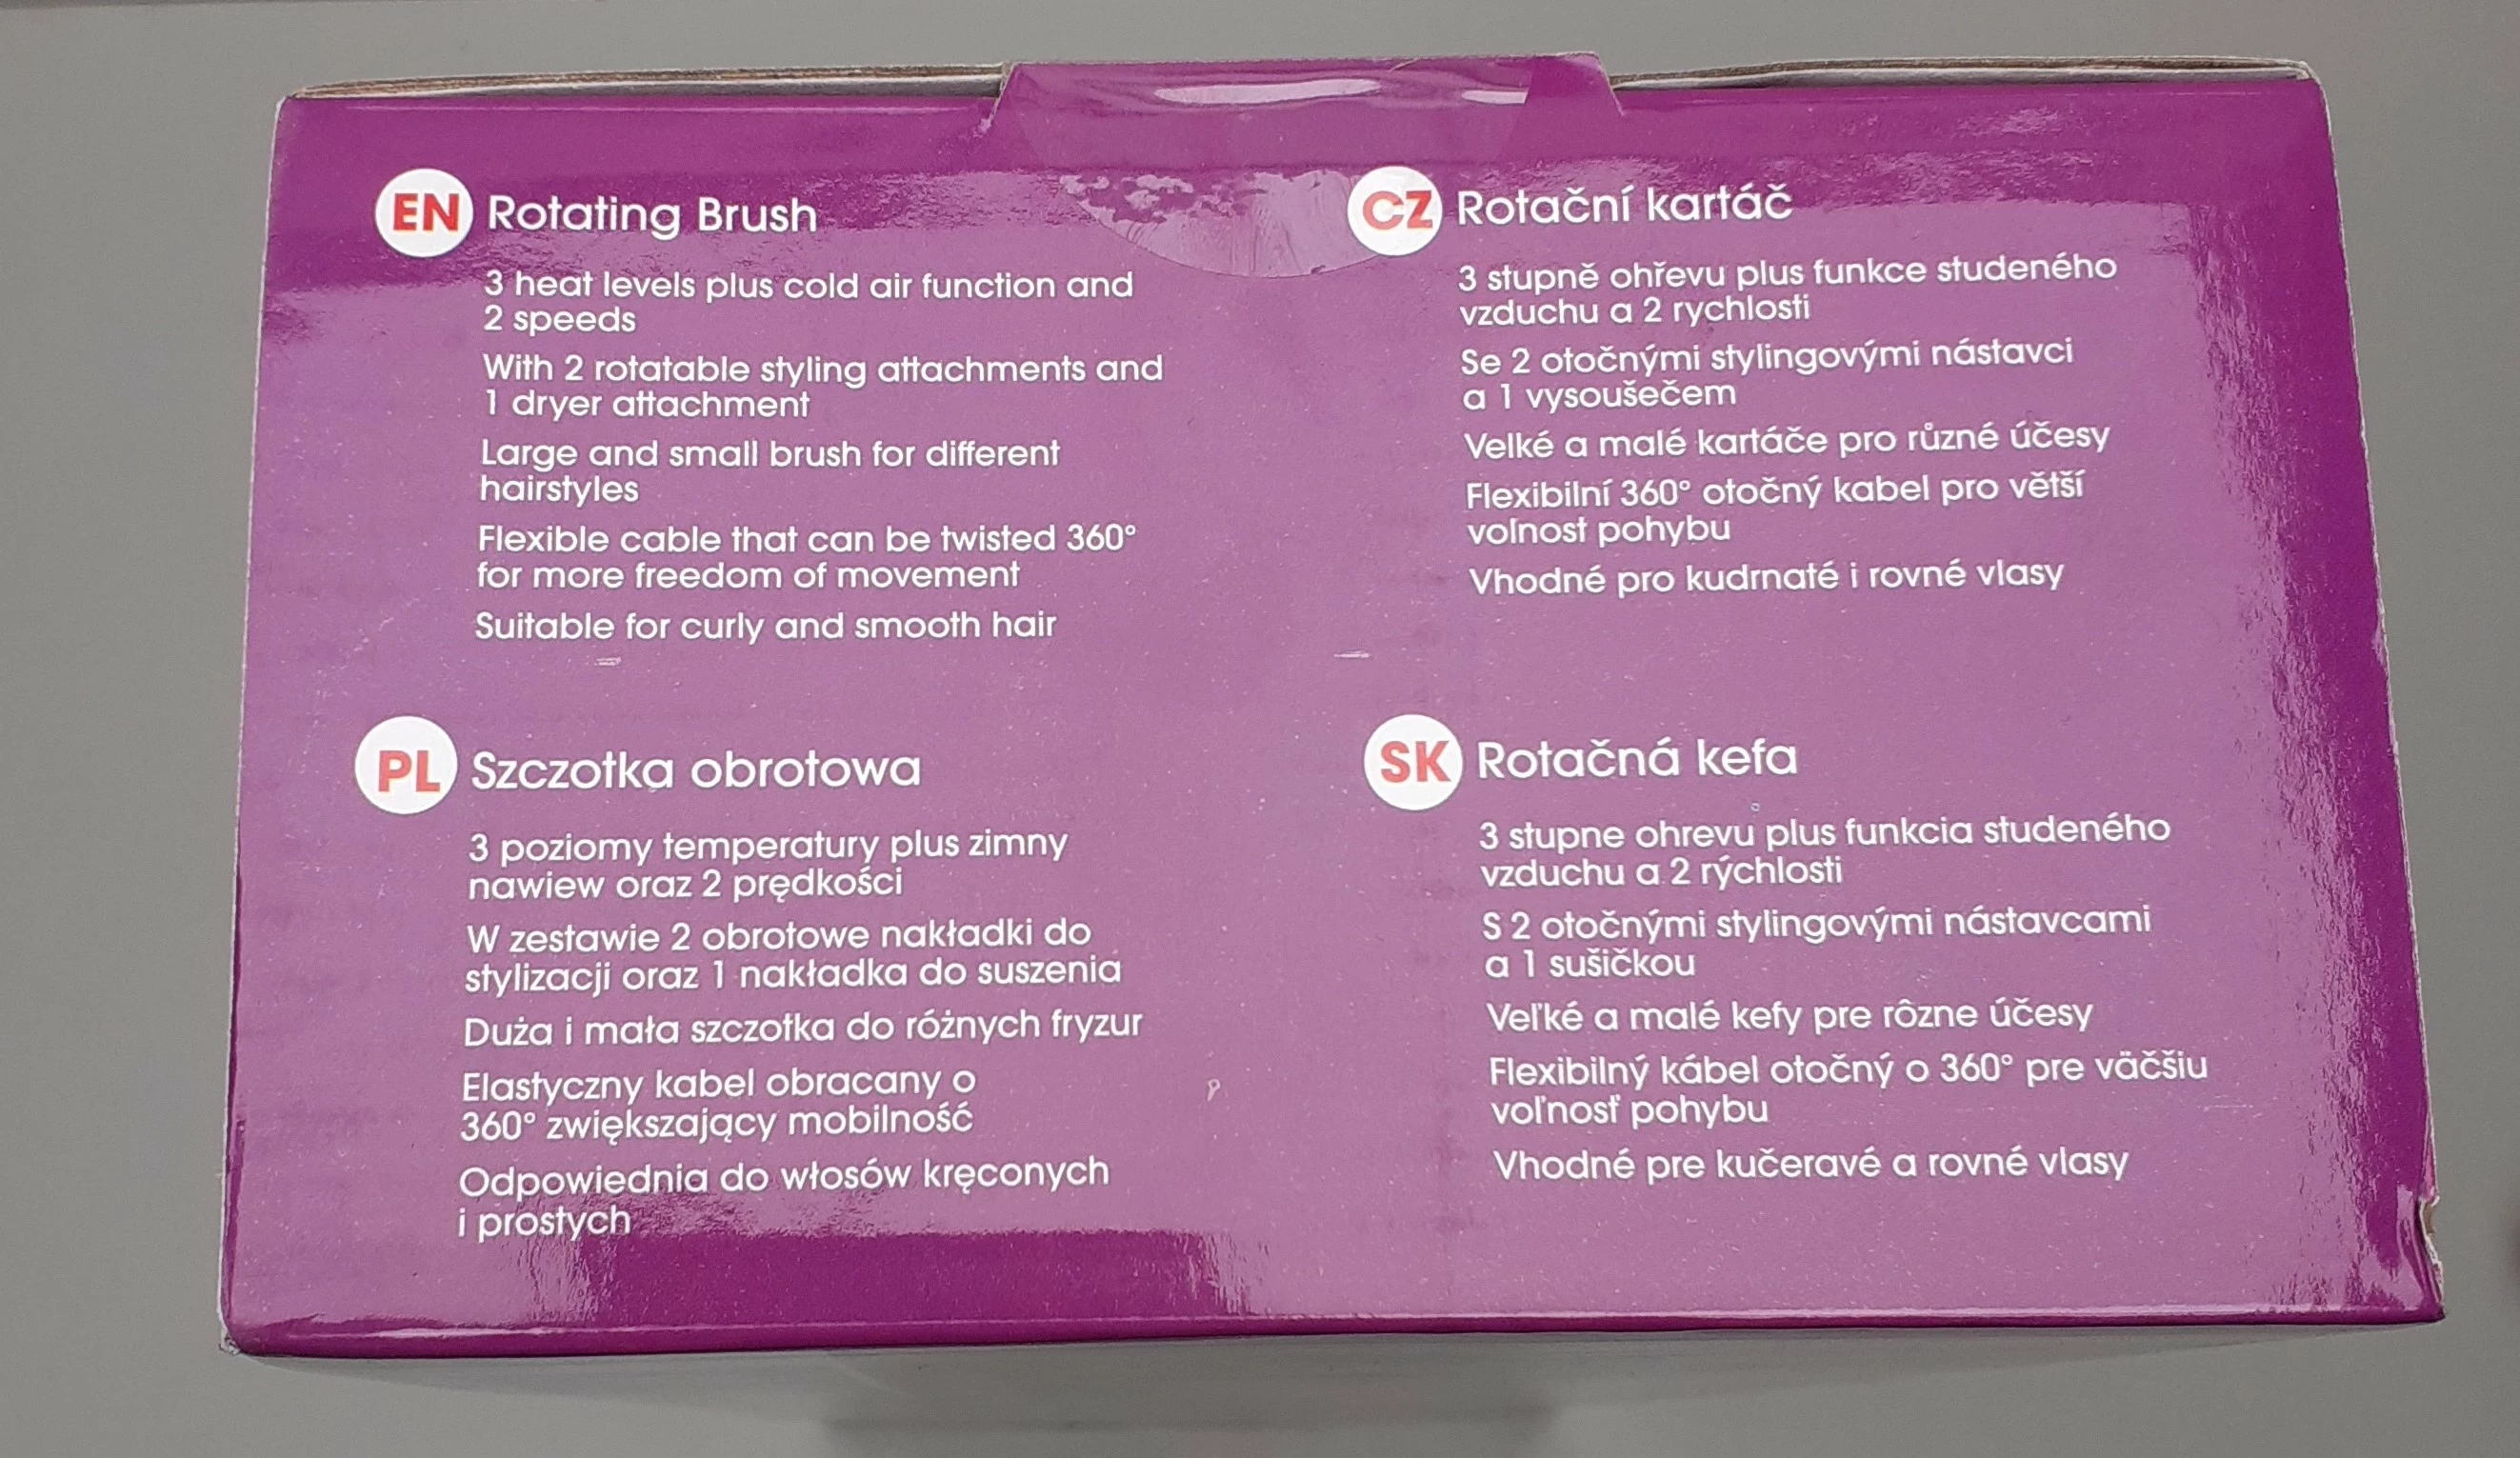 EN Rotating Brush
3 heat levels plus cold air function and
2 speeds
With 2 rotatable styling attachments and
1 dryer attachment
Large and small brush for different
hairstyles
Flexible cable that can be twisted 360°
for more freedom of movement
Suitable for curly and smooth hair
CZ Rotační kartáč
3 stupně ohřevu plus funkce studeného
vzduchu a 2 rychlosti
Se 2 otočnými stylingovými nástavci
a 1 vysoušečem
Velké a malé kartáče pro různé účesy
Flexibilní 360° otočný kabel pro větší
volnost pohybu
Vhodné pro kudrnaté i rovné vlasy
PL Szczotka obrotowa
3 poziomy temperatury plus zimny
nawiew oraz 2 prędkości
W zestawie 2 obrotowe nakładki do
stylizacji oraz 1 nakładka do suszenia
Duża i mała szczotka do różnych fryzur
Elastyczny kabel obracany o
360° zwiększający mobilność
Odpowiednia do włosów kręconych
i prostych
SK Rotačná kefa
3 stupne ohrevu plus funkcia studeného
vzduchu a 2 rýchlosti
S 2 otočnými stylingovými nástavcami
a 1 sušičkou
Veľké a malé kefy pre rôzne účesy
Flexibilný kábel otočný o 360° pre väčšiu
voľnosť pohybu
Vhodné pre kučeravé a rovné vlasy